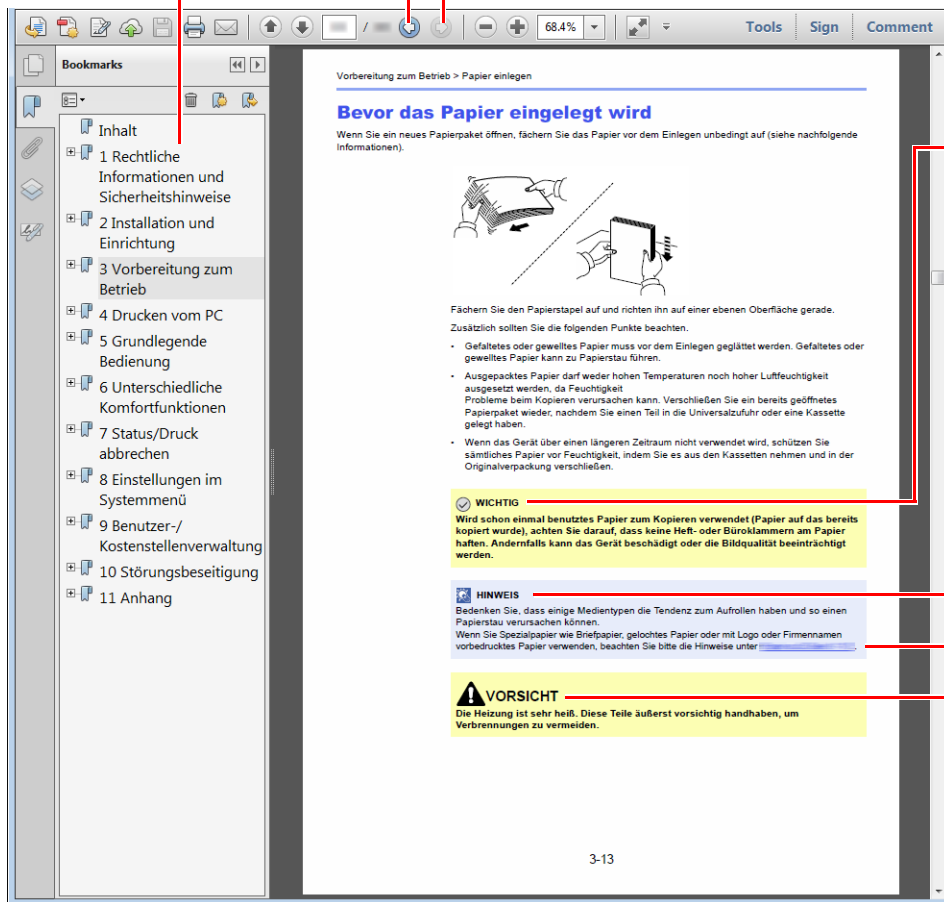 /
68.4%
Tools
Sign
Comment
Bookmarks
Inhalt
1 Rechtliche
Informationen und
Sicherheitshinweise
2 Installation und
Einrichtung
3 Vorbereitung zum
Betrieb
4 Drucken vom PC
5 Grundlegende
Bedienung
6 Unterschiedliche
Komfortfunktionen
7 Status/Druck
abbrechen
8 Einstellungen im
Systemmenü
9 Benutzer-/
Kostenstellenverwaltung
10 Störungsbeseitigung
11 Anhang
Vorbereitung zum Betrieb > Papier einlegen
Bevor das Papier eingelegt wird
Wenn Sie ein neues Papierpaket öffnen, fächern Sie das Papier vor dem Einlegen unbedingt auf (siehe nachfolgende
Informationen).
Fächern Sie den Papierstapel auf und richten ihn auf einer ebenen Oberfläche gerade.
Zusätzlich sollten Sie die folgenden Punkte beachten.
• Gefaltetes oder gewelltes Papier muss vor dem Einlegen geglättet werden. Gefaltetes oder
gewelltes Papier kann zu Papierstau führen.
• Ausgepacktes Papier darf weder hohen Temperaturen noch hoher Luftfeuchtigkeit
ausgesetzt werden, da Feuchtigkeit
Probleme beim Kopieren verursachen kann. Verschließen Sie ein bereits geöffnetes
Papierpaket wieder, nachdem Sie einen Teil in die Universalzufuhr oder eine Kassette
gelegt haben.
• Wenn das Gerät über einen längeren Zeitraum nicht verwendet wird, schützen Sie
sämtliches Papier vor Feuchtigkeit, indem Sie es aus den Kassetten nehmen und in der
Originalverpackung verschließen.
WICHTIG
Wird schon einmal benutztes Papier zum Kopieren verwendet (Papier auf das bereits
kopiert wurde), achten Sie darauf, dass keine Heft- oder Büroklammern am Papier
haften. Andernfalls kann das Gerät beschädigt oder die Bildqualität beeinträchtigt
werden.
HINWEIS
Bedenken Sie, dass einige Medientypen die Tendenz zum Aufrollen haben und so einen
Papierstau verursachen können.
Wenn Sie Spezialpapier wie Briefpapier, gelochtes Papier oder mit Logo oder Firmennamen
vorbedrucktes Papier verwenden, beachten Sie bitte die Hinweise unter .
VORSICHT
Die Heizung ist sehr heiß. Diese Teile äußerst vorsichtig handhaben, um
Verbrennungen zu vermeiden.
3-13